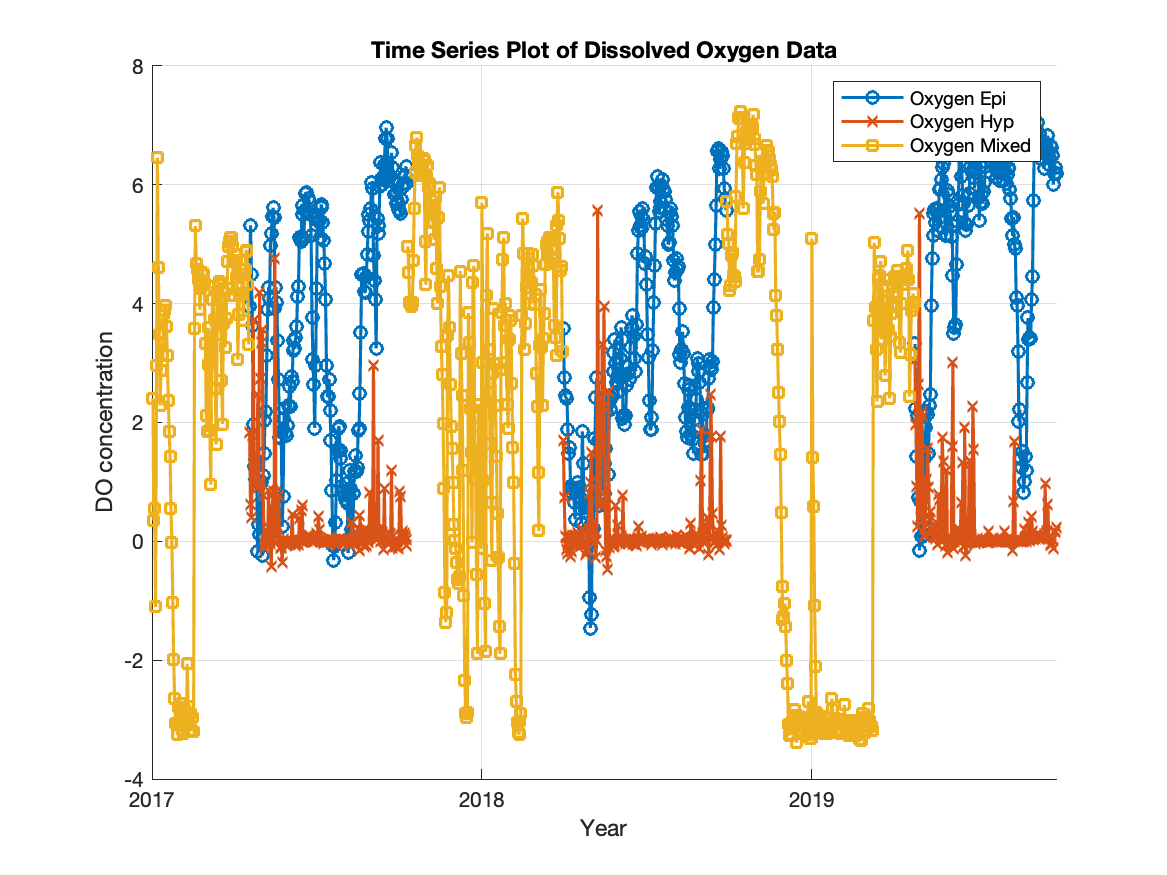 Time Series Plot of Dissolved Oxygen Data
8
6
4
2
0
-2
-4
DO concentration
Oxygen Epi
Oxygen Hyp
Oxygen Mixed
2017
2018
2019
Year